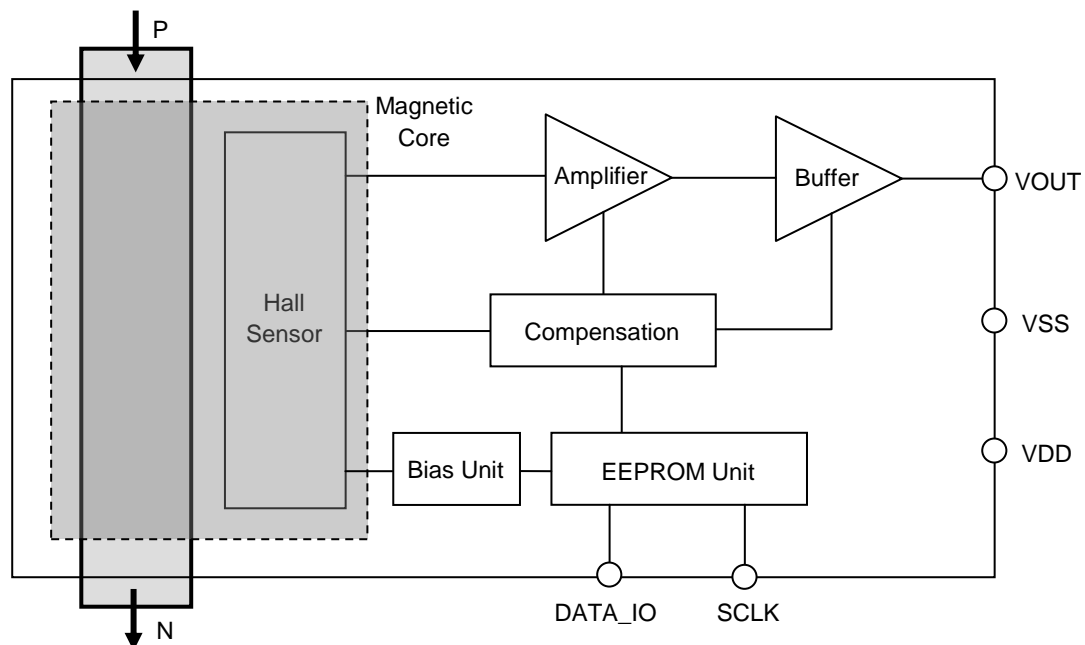 P
Magnetic
Core
Amplifier
Buffer
VOUT
Hall
Sensor
Compensation
VSS
Bias Unit
EEPROM Unit
VDD
DATA_IO
SCLK
N